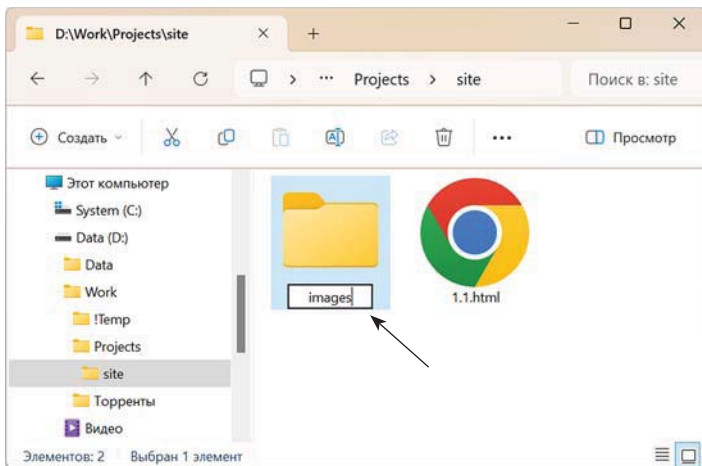 D:\Work\Projects\site
Projects > site
Поиск в: site
Создать
Просмотр
Этот компьютер
System (C:)
Data (D:)
Data
Work
!Temp
Projects
site
Торренты
Видео
images
1.1.html
Элементов: 2 Выбран 1 элемент